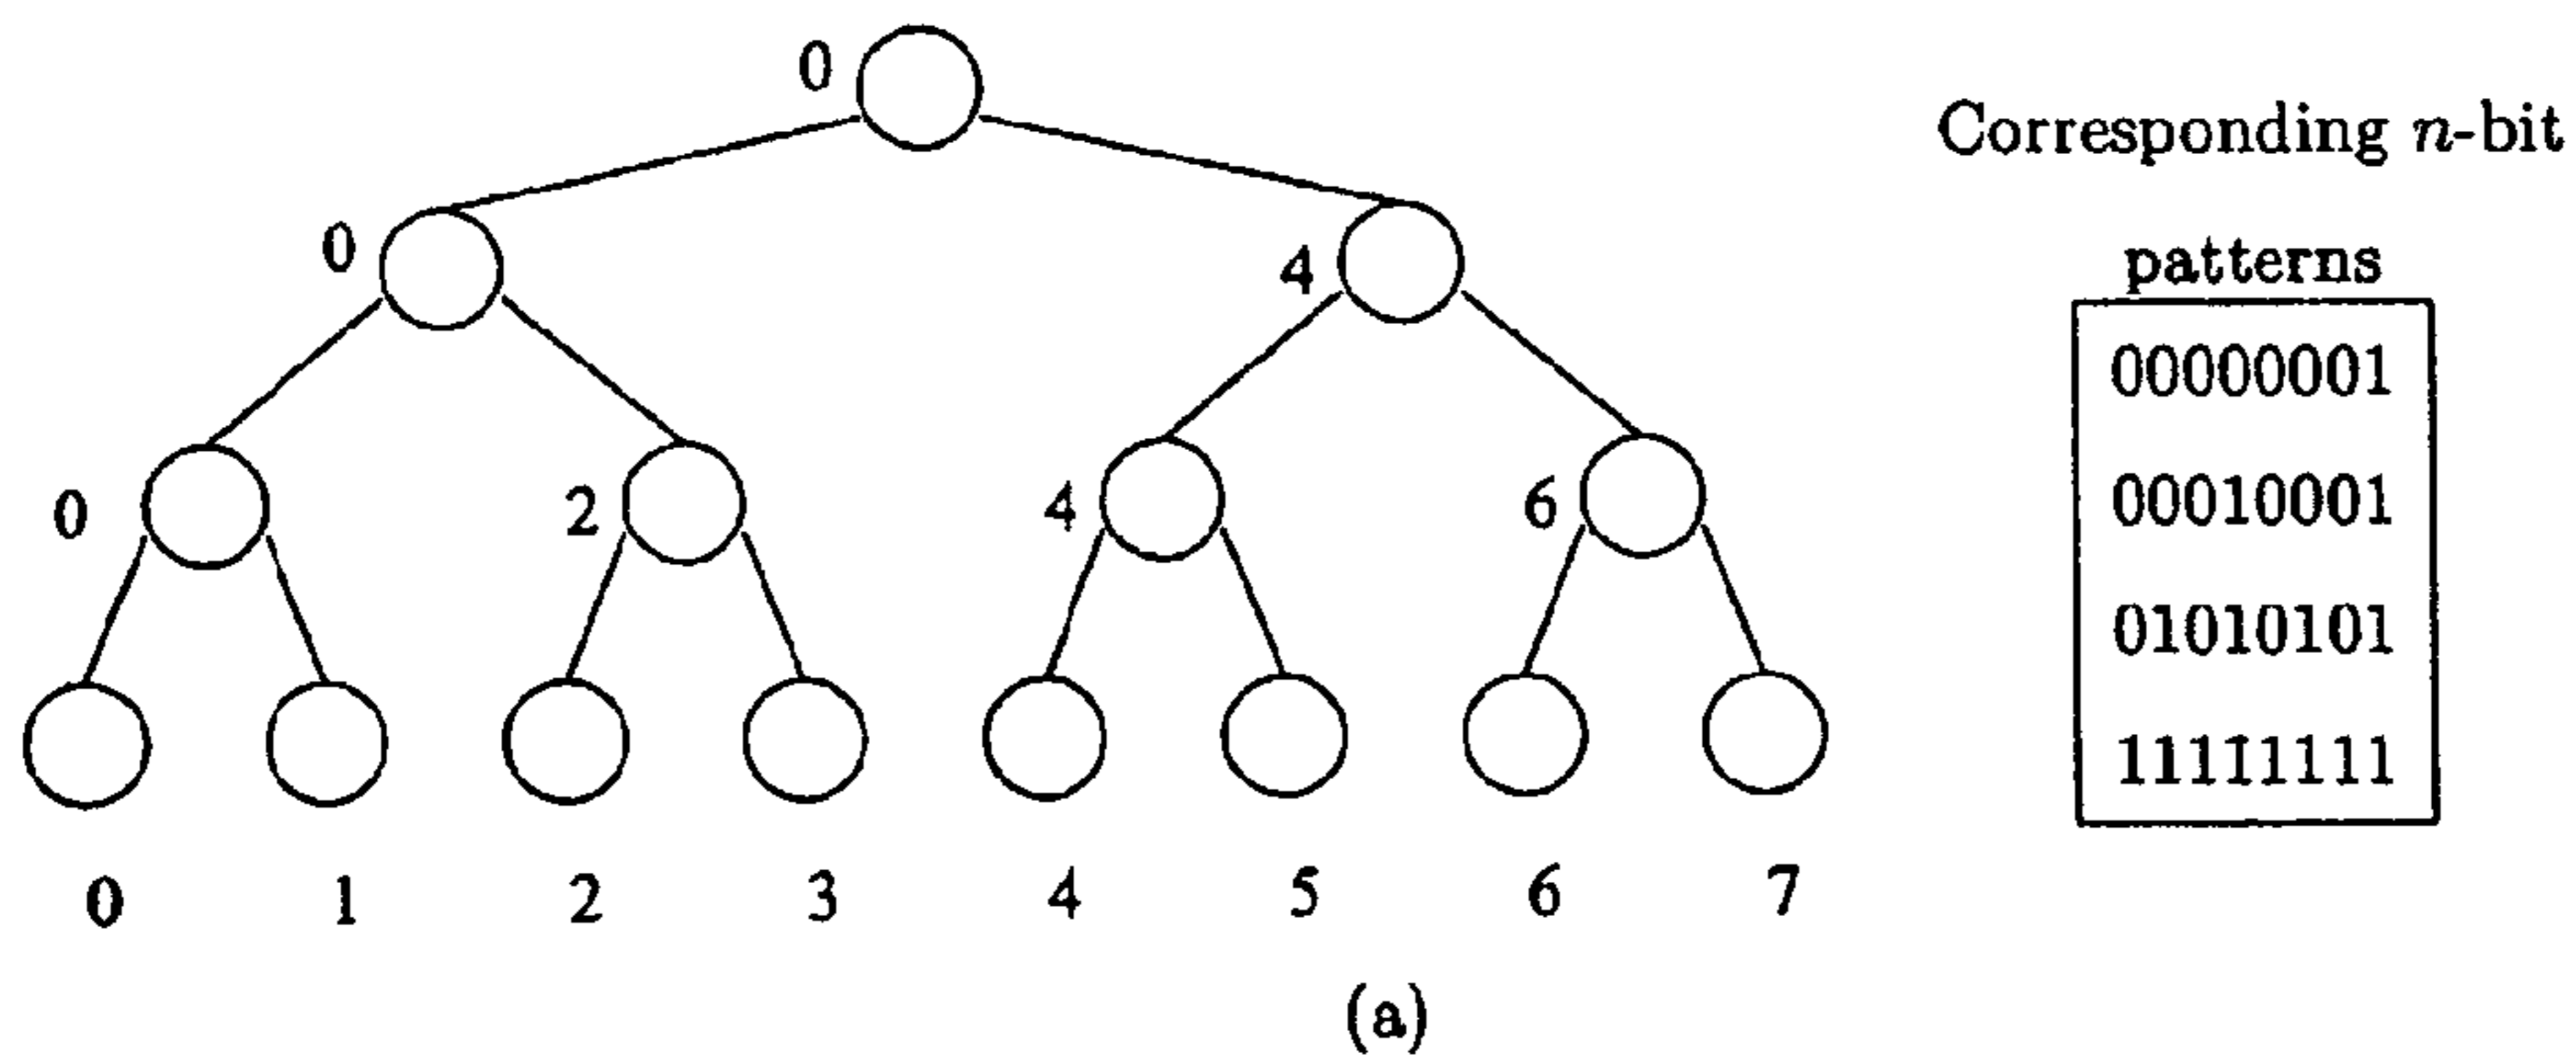 0
Corresponding n-bit
patterns
0 4
00000001
0 2 4 6
00010001
01010101
11111111
0 1 2 3 4 5 6 7
(a)